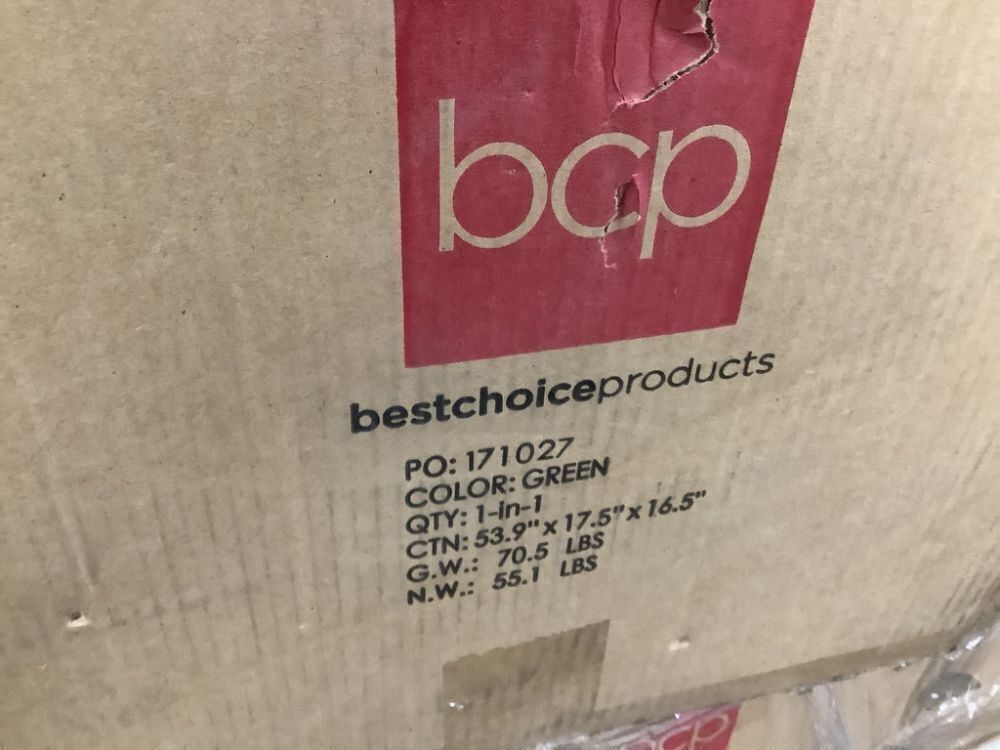 bcp
bestchoiceproducts
PO: 171027
COLOR: GREEN
QTY: 1-in-1
CTN: 53.9" x 17.5" x 16.5"
G.W.: 70.5 LBS
N.W.: 55.1 LBS
bcp